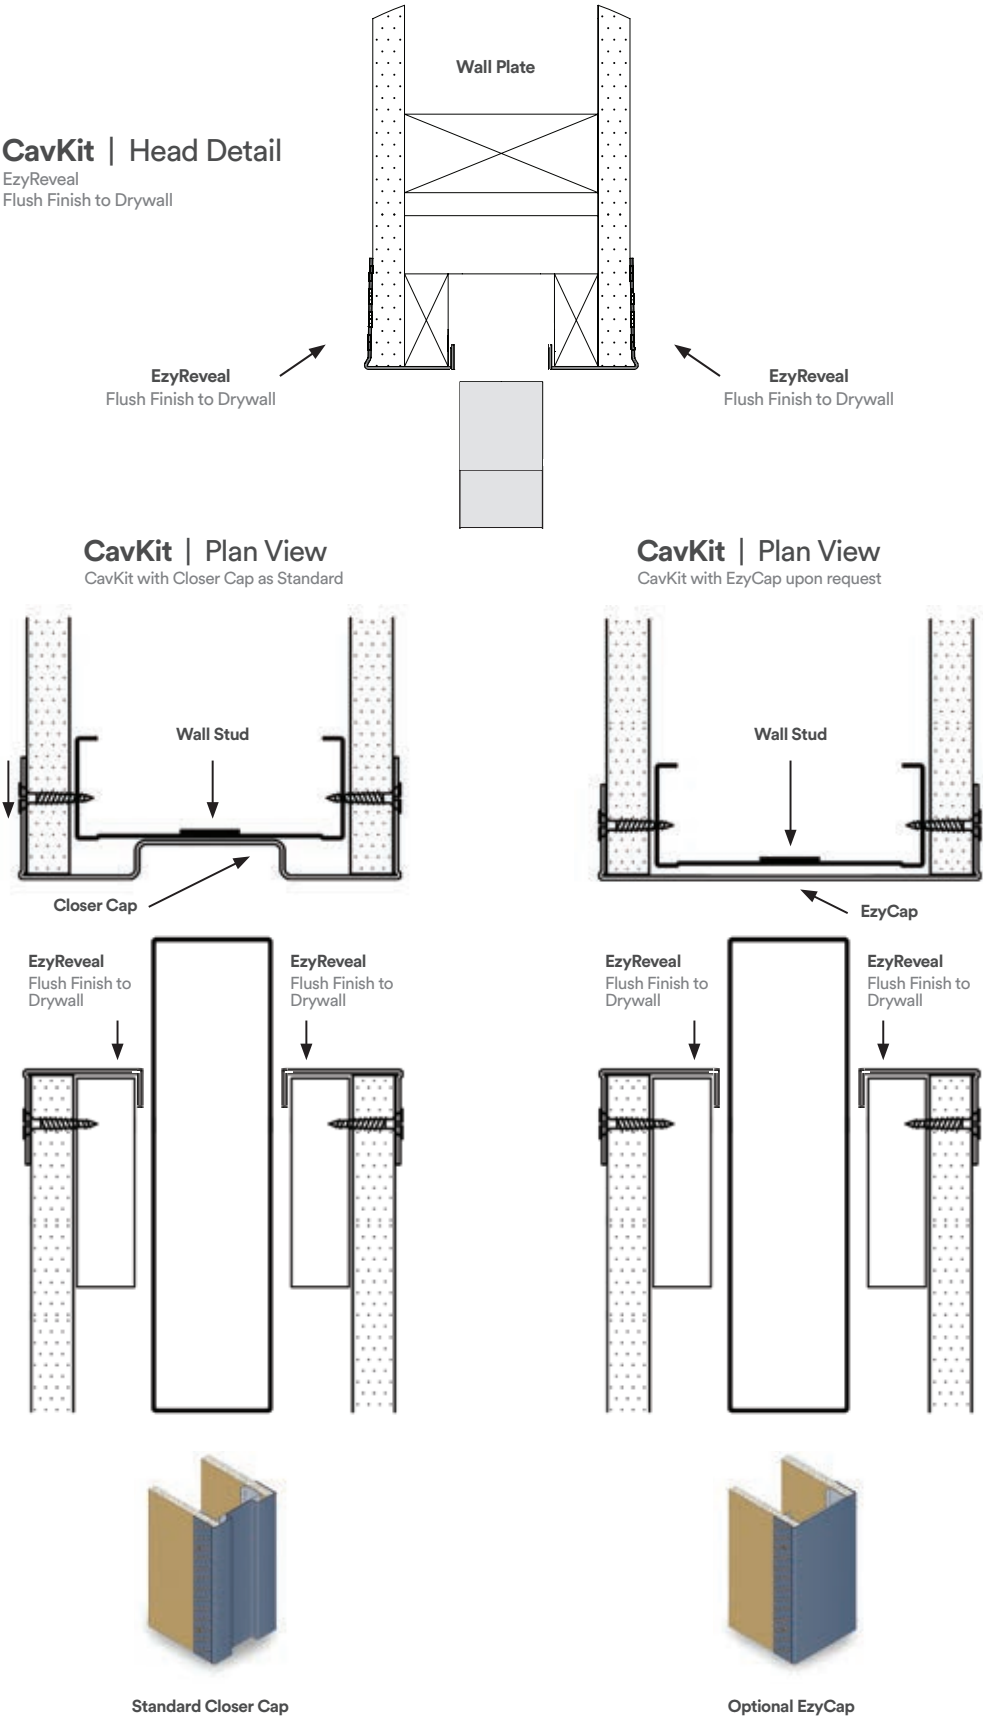 Wall Plate
CavKit | Head Detail
EzyReveal
Flush Finish to Drywall
EzyReveal
Flush Finish to Drywall
EzyReveal
Flush Finish to Drywall
CavKit | Plan View
CavKit with Closer Cap as Standard
Wall Stud
Closer Cap
EzyReveal
Flush Finish to
Drywall
EzyReveal
Flush Finish to
Drywall
Standard Closer Cap
CavKit | Plan View
CavKit with EzyCap upon request
Wall Stud
EzyCap
EzyReveal
Flush Finish to
Drywall
EzyReveal
Flush Finish to
Drywall
Optional EzyCap